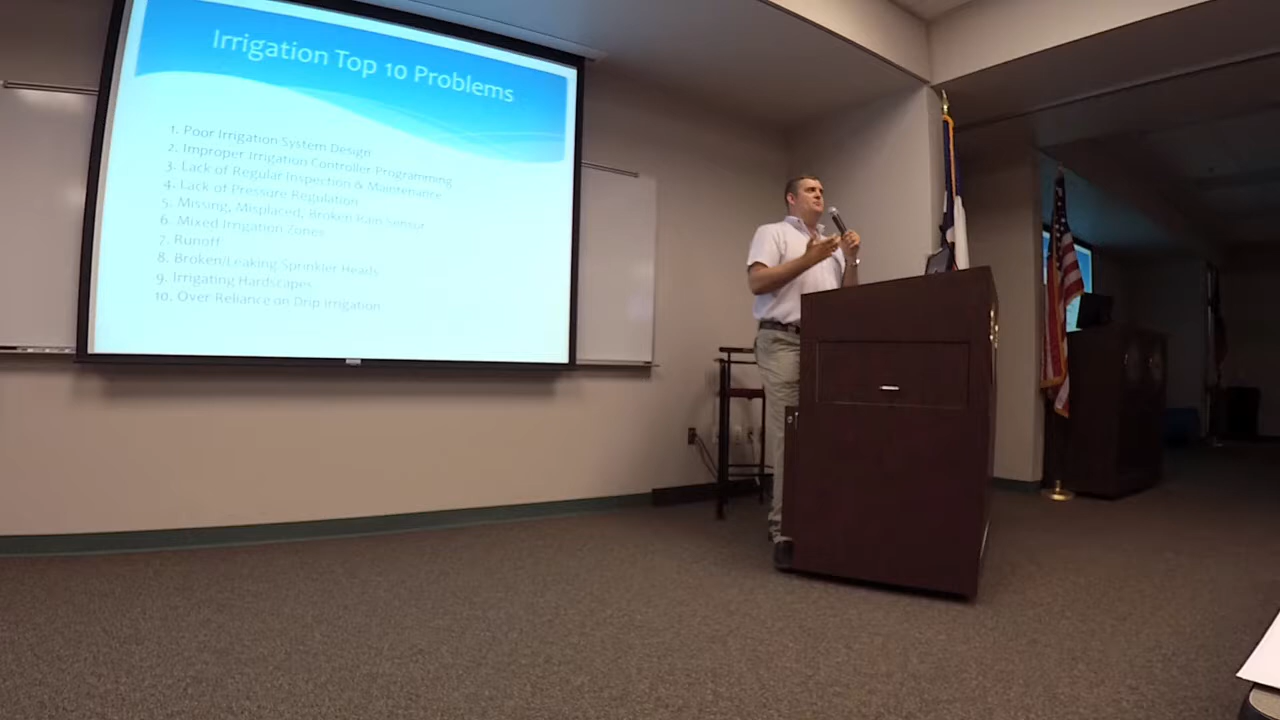 Irrigation Top 10 Problems
1. Poor Irrigation System Design
2. Improper Irrigation Controller Programming
3. Lack of Regular Inspection & Maintenance
4. Lack of Pressure Regulation
5. Missing, Misplaced, Broken Rain Sensor
6. Mixed Irrigation Zones
7. Runoff
8. Broken/Leaking Sprinkler Heads
9. Irrigating Hardscapes
10. Over Reliance on Drip Irrigation